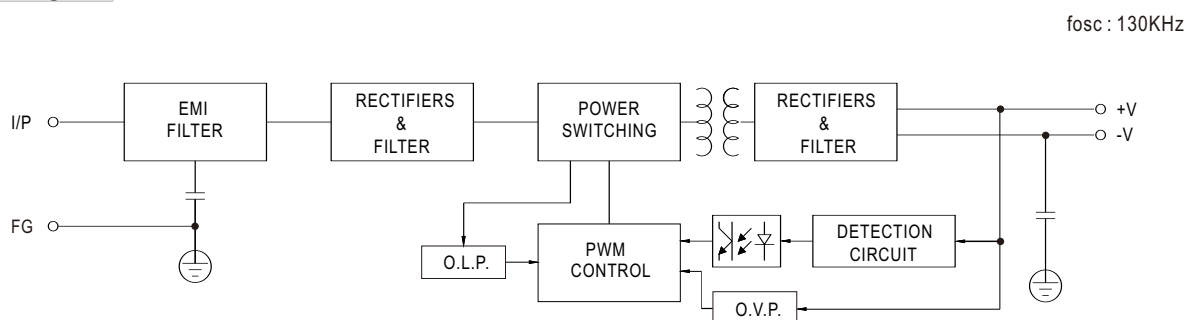 fosc : 130KHz
I/P
EMI
FILTER
RECTIFIERS
&
FILTER
POWER
SWITCHING
RECTIFIERS
&
FILTER
+V
-V
FG
O.L.P.
PWM
CONTROL
DETECTION
CIRCUIT
O.V.P.